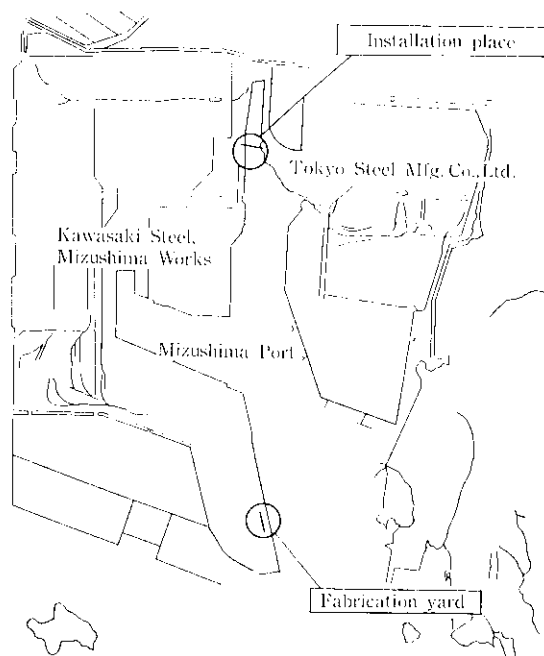 Installation place
Tokyo Steel Mfg. Co., Ltd.
Kawasaki Steel,
Mizushima Works
Mizushima Port
Fabrication yard